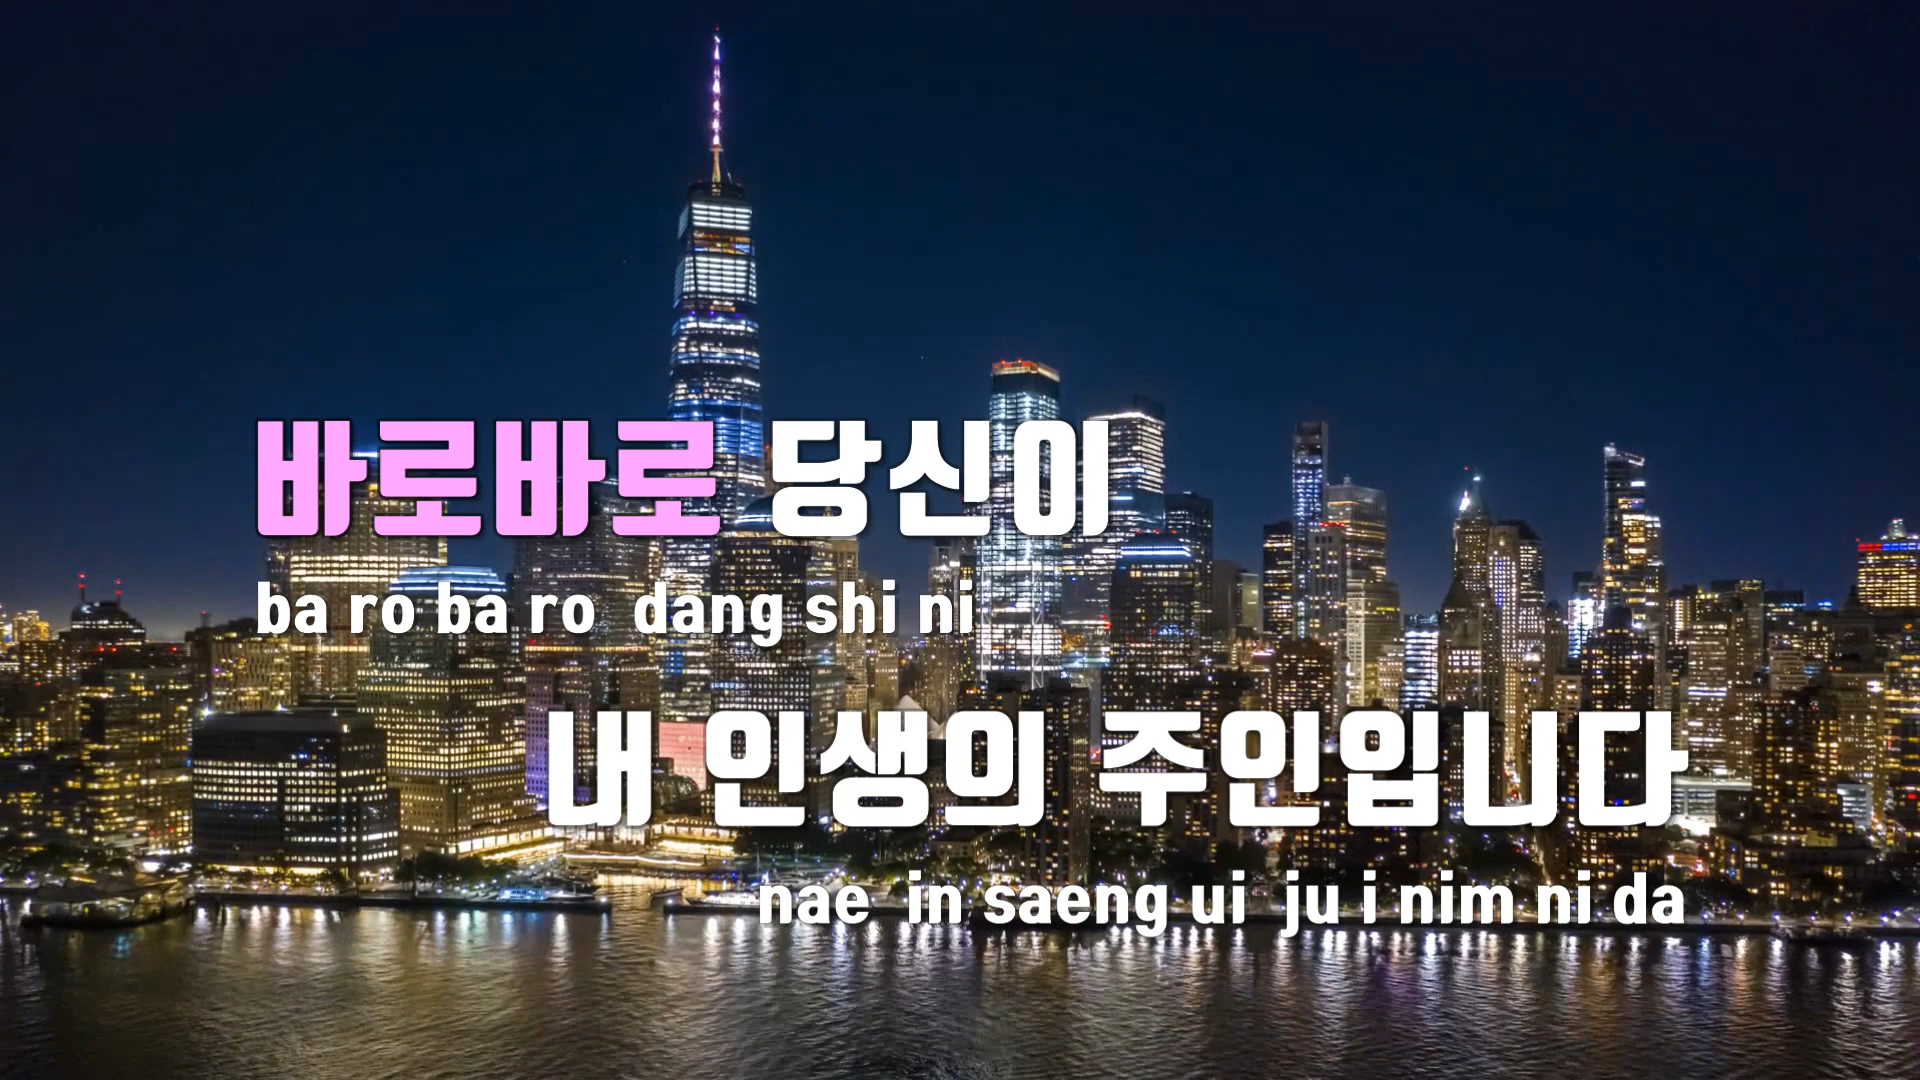 바로바로 당신이
ba ro ba ro dang shi ni
내 인생의 주인입니다
nae in saeng ui ju i nim ni da